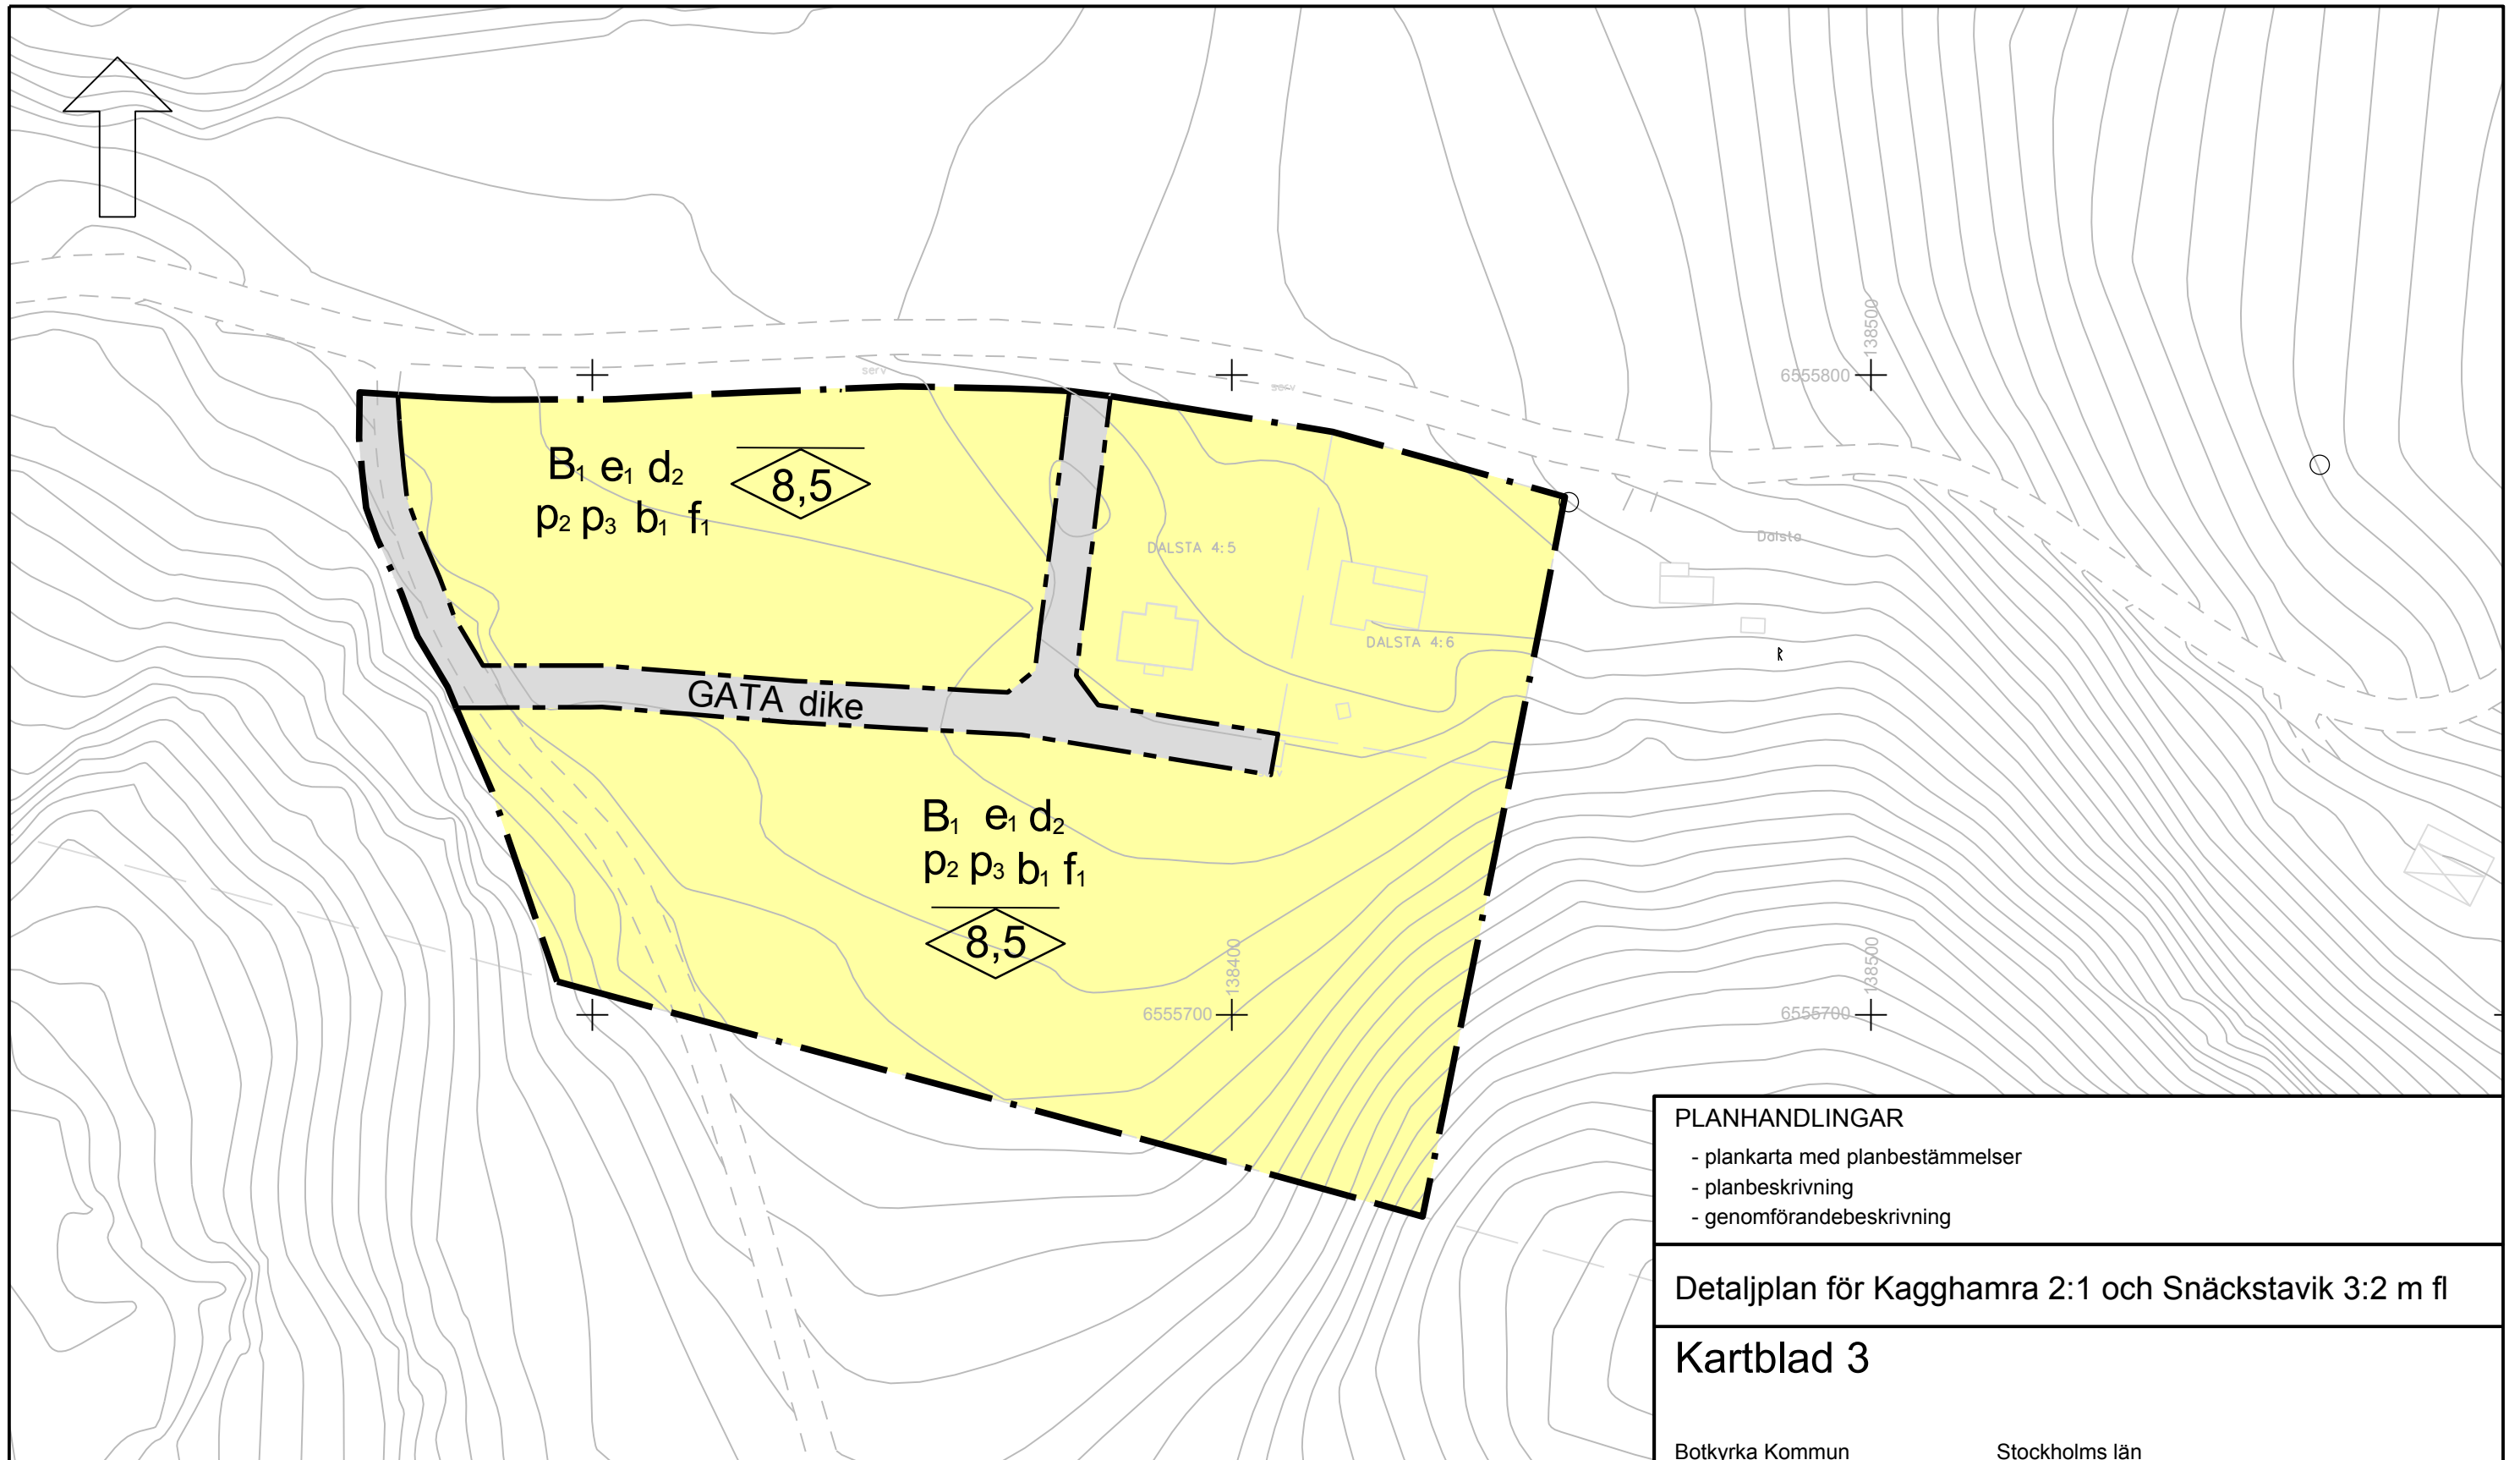 138500
6555800
serv
serv
B1 e1 d2
8,5
p2 p3 b1 f1
DALSTA 4:5
Dalsta
DALSTA 4:6
R
GATA dike
B1 e1 d2
p2 p3 b1 f1
8,5
138400
6555700
138500
6555700
PLANHANDLINGAR
- plankarta med planbestämmelser
- planbeskrivning
- genomförandebeskrivning
Detaljplan för Kagghamra 2:1 och Snäckstavik 3:2 m fl
Kartblad 3
Botkyrka Kommun Stockholms län